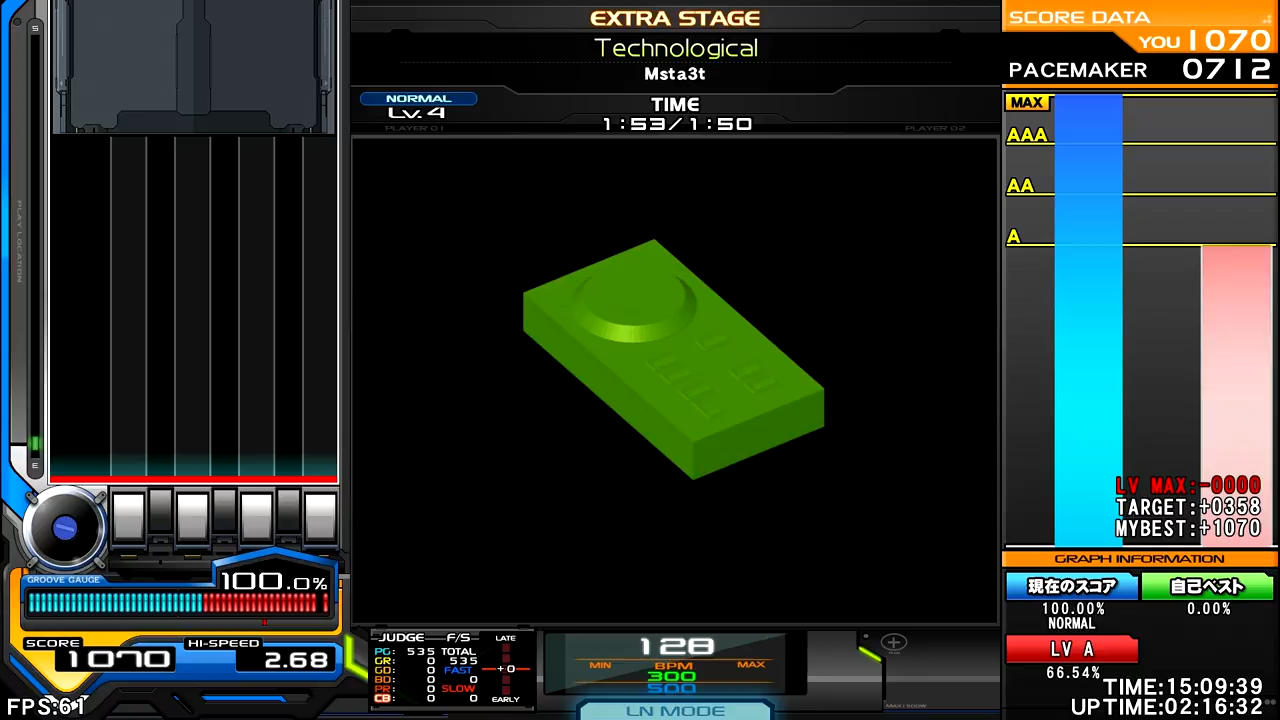 EXTRA STAGE
Technological
Msta3t
NORMAL
LV.4
TIME
1:53/1:50
PLAYER 01
PLAYER 02
S
PLAY LOCATION
E
GROOVE GAUGE
100.0%
SCORE
1070
HI-SPEED
2.68
FPS:61
JUDGE F/S
PG: 535 TOTAL
GR: 0 535
GD: 0 FAST
BD: 0 0
PR: 0 SLOW
CB: 0 0
LATE
+0
EARLY
128
MIN BPM MAX
300
500
LN MODE
SCORE DATA
YOU 1070
PACEMAKER 0712
MAX
AAA
AA
A
LV MAX:-0000
TARGET:+0358
MYBEST:+1070
GRAPH INFORMATION
現在のスコア
自己ベスト
100.00%
0.00%
NORMAL
LV A
66.54%
TIME:15:09:39
UP TIME:02:16:32